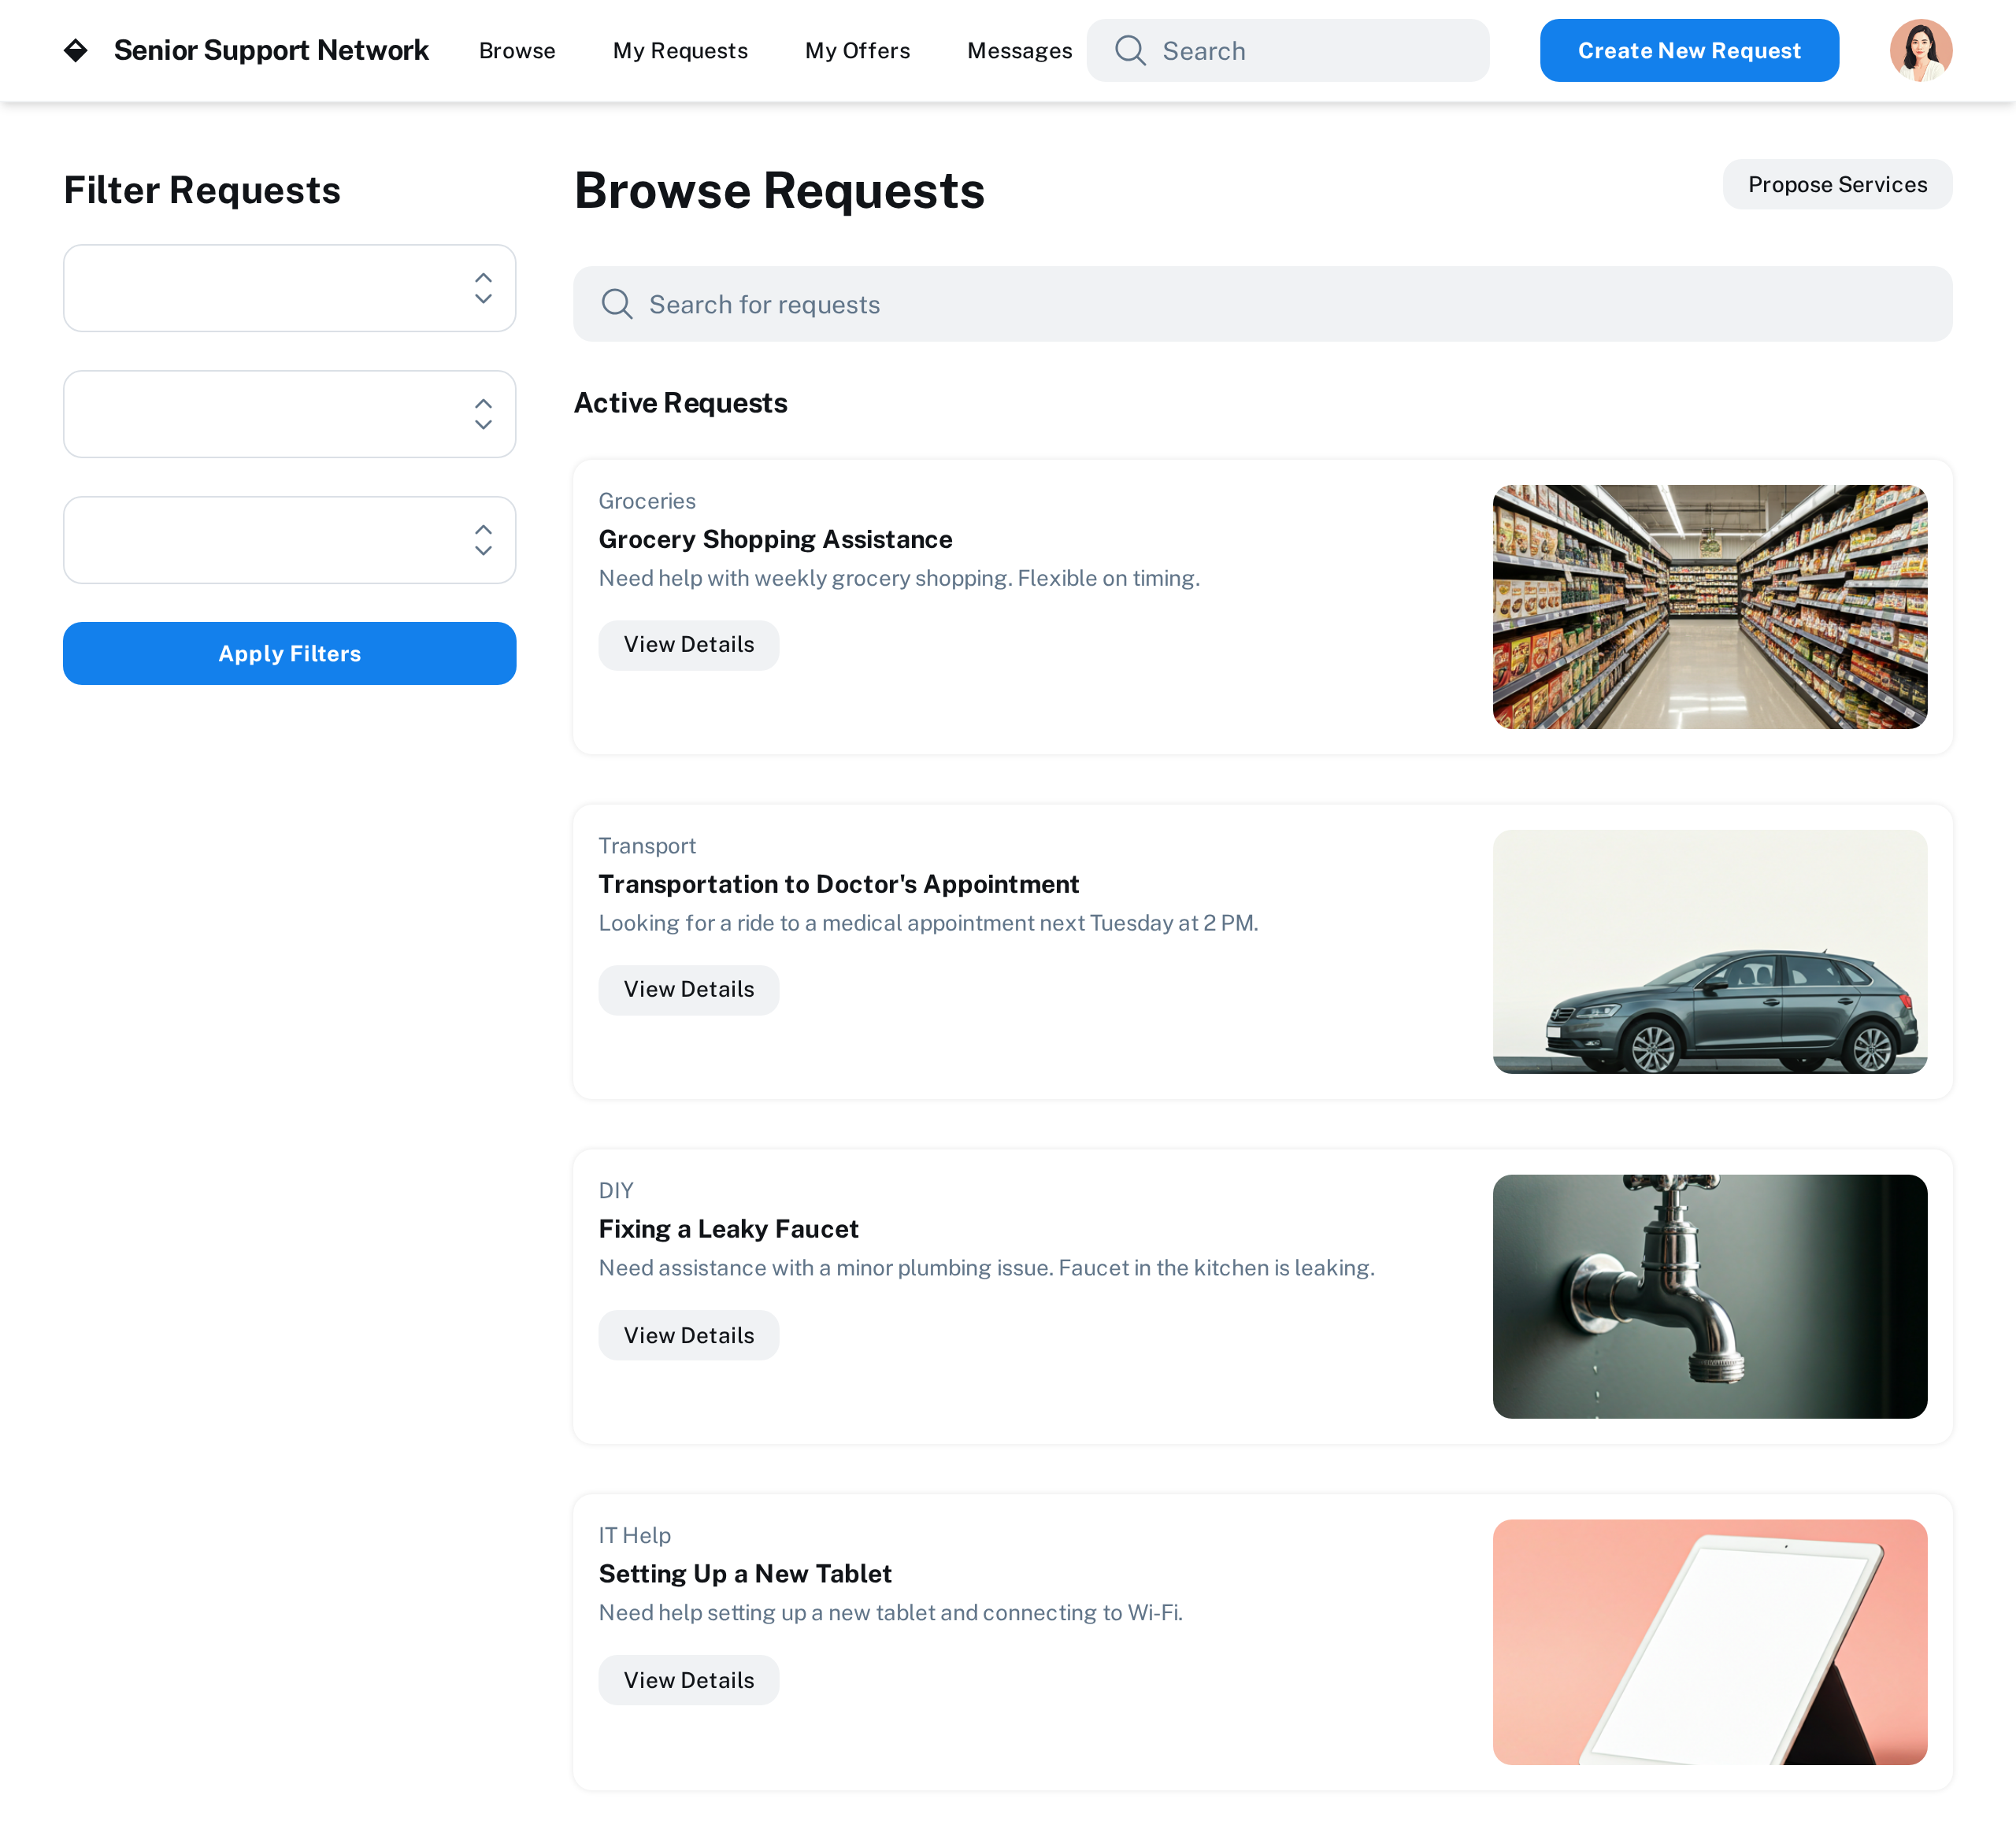 Senior Support Network
Browse
My Requests
My Offers
Messages
Search
Create New Request
Filter Requests
Apply Filters
Browse Requests
Propose Services
Search for requests
Active Requests
Groceries
Grocery Shopping Assistance
Need help with weekly grocery shopping. Flexible on timing.
View Details
Transport
Transportation to Doctor's Appointment
Looking for a ride to a medical appointment next Tuesday at 2 PM.
View Details
DIY
Fixing a Leaky Faucet
Need assistance with a minor plumbing issue. Faucet in the kitchen is leaking.
View Details
IT Help
Setting Up a New Tablet
Need help setting up a new tablet and connecting to Wi-Fi.
View Details